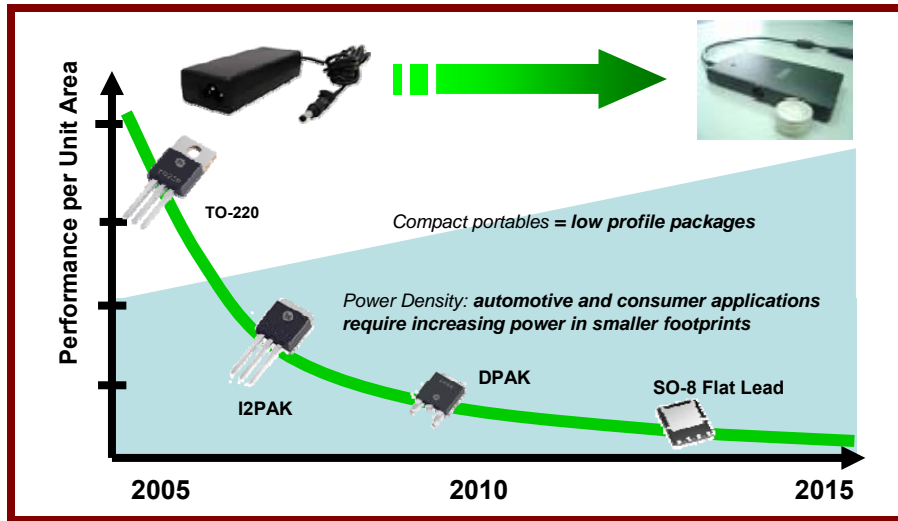 Performance per Unit Area
TO-220
Compact portables = low profile packages
Power Density: automotive and consumer applications
require increasing power in smaller footprints
I2PAK
DPAK
SO-8 Flat Lead
2005
2010
2015